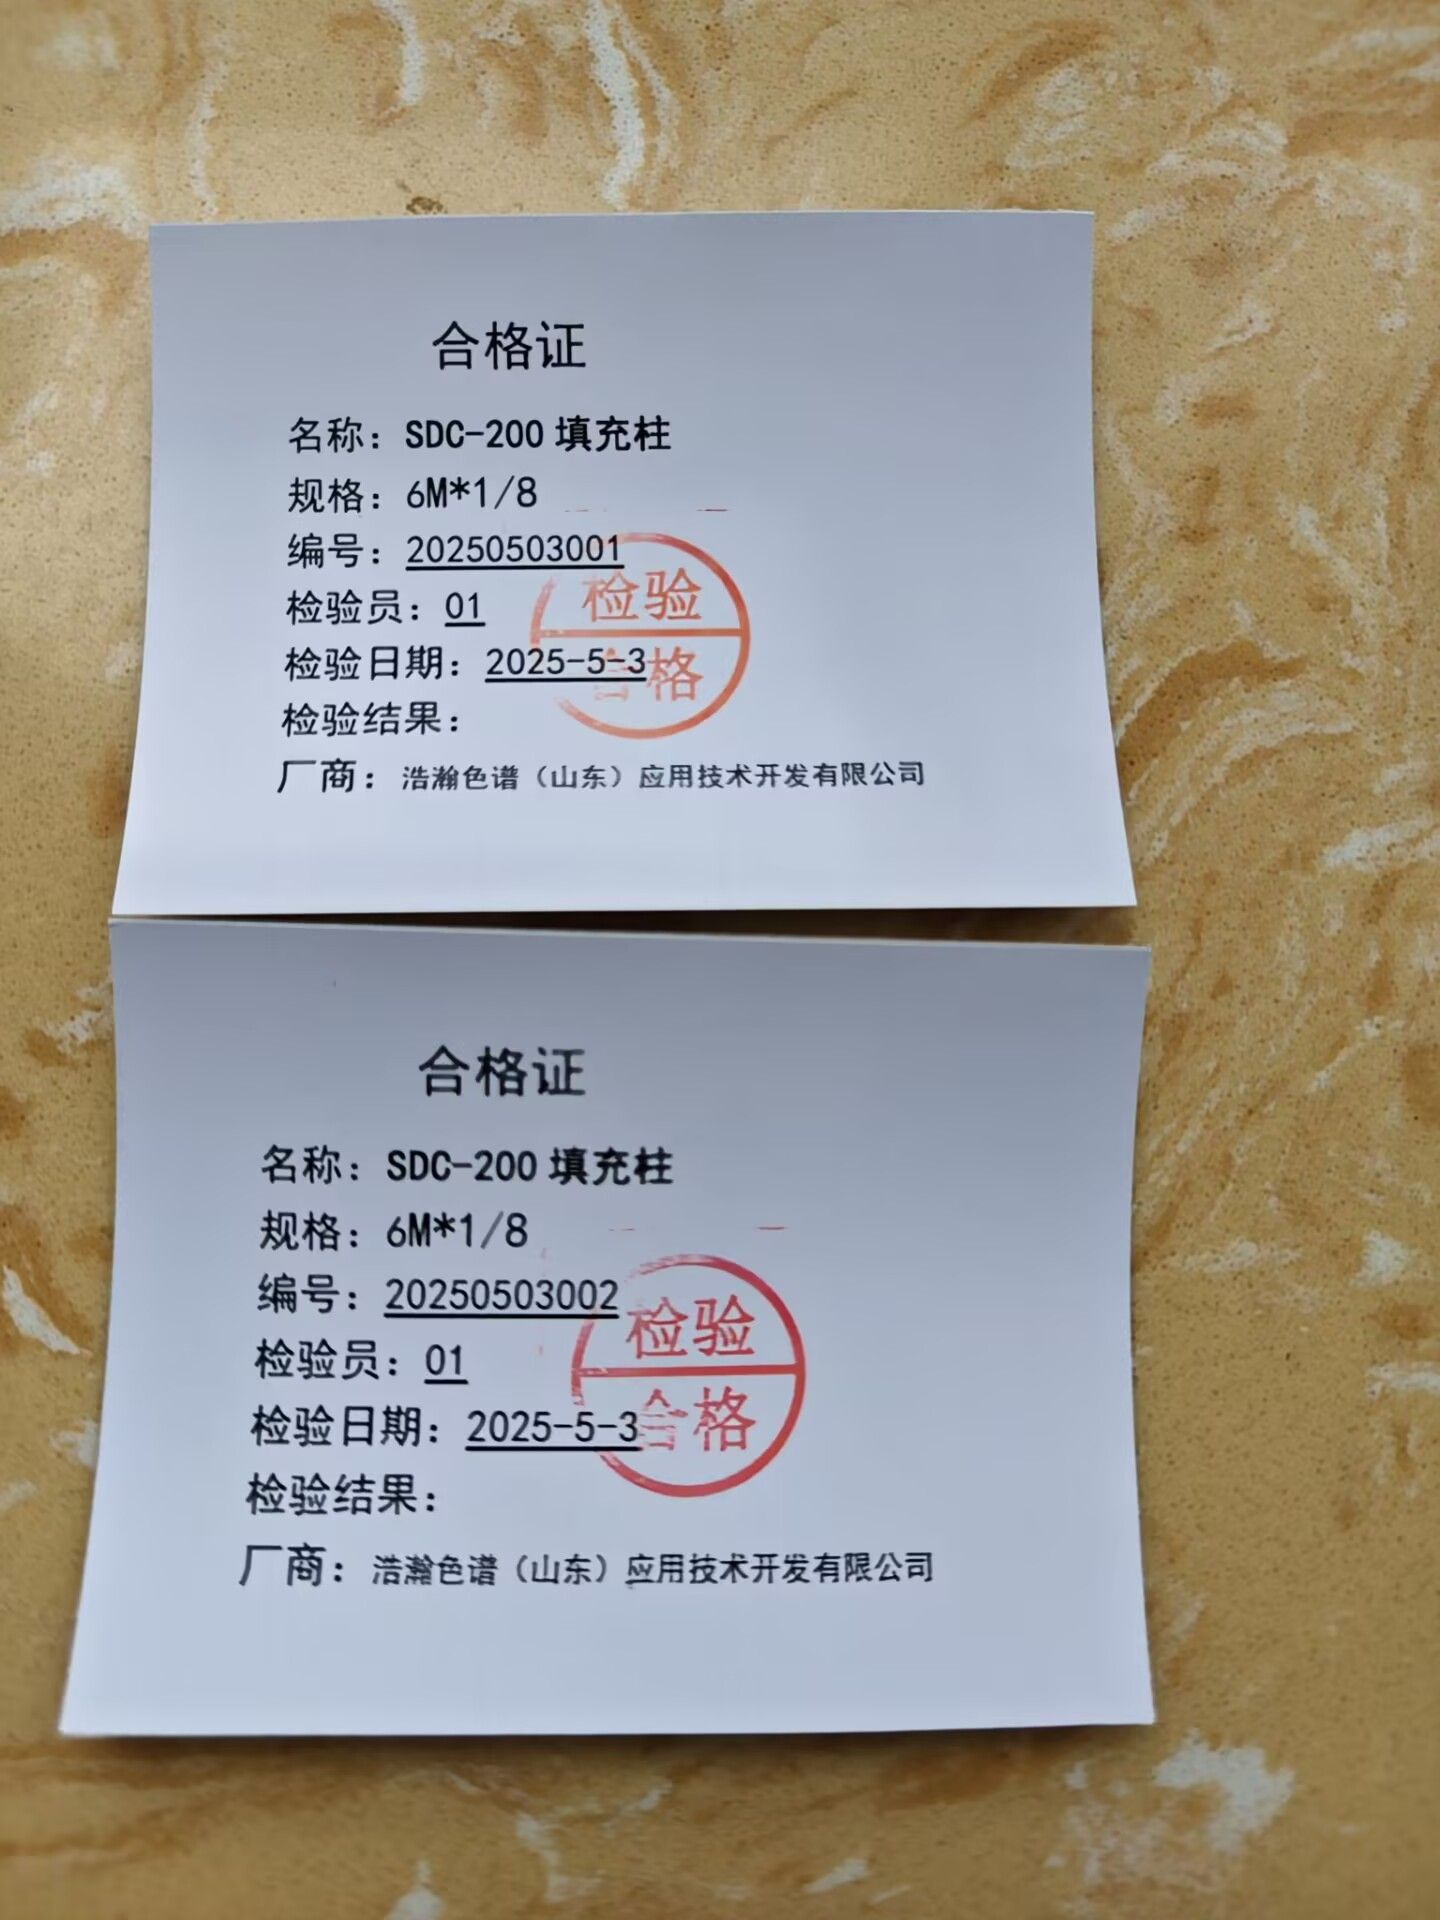 合格证
名称：SDC-200 填充柱
规格：6M*1/8
编号：20250503001
检验员：01
检验日期：2025-5-3
检验结果：
检验
合格
厂商：浩瀚色谱（山东）应用技术开发有限公司
合格证
名称：SDC-200 填充柱
规格：6M*1/8
编号：20250503002
检验员：01
检验日期：2025-5-3
检验结果：
检验
合格
厂商：浩瀚色谱（山东）应用技术开发有限公司